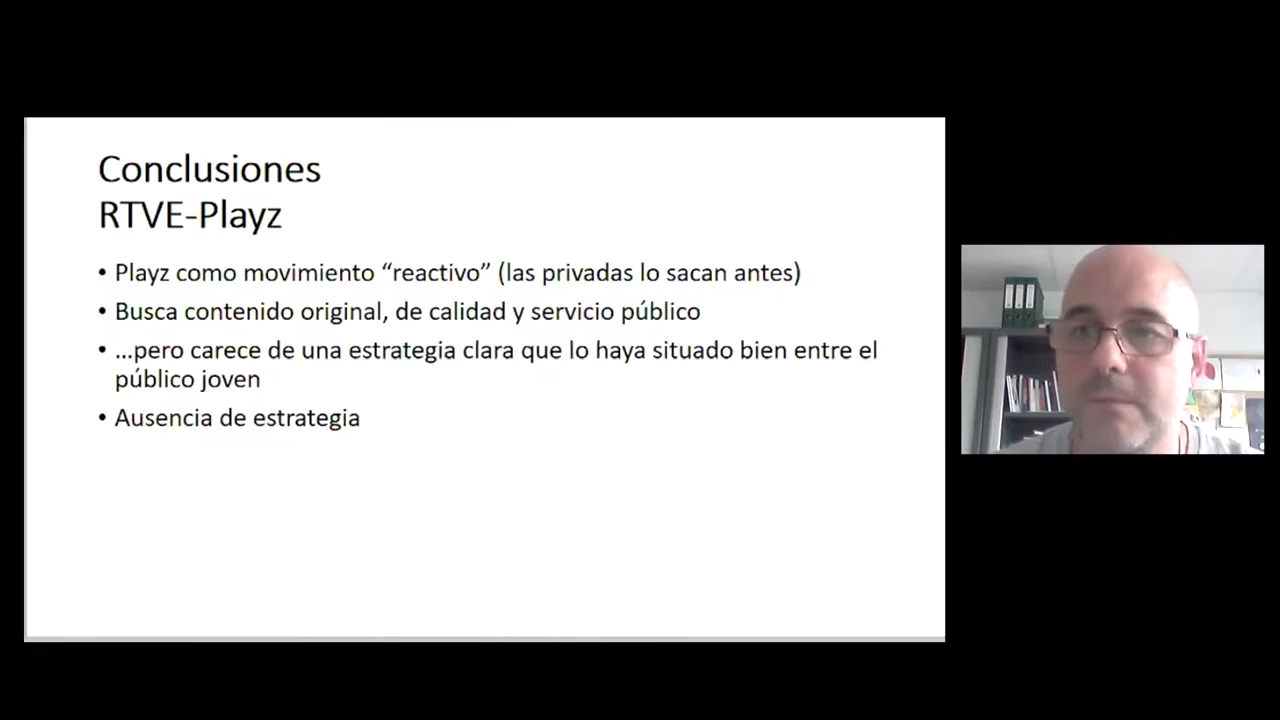 Conclusiones
RTVE-Playz
• Playz como movimiento “reactivo” (las privadas lo sacan antes)
• Busca contenido original, de calidad y servicio público
• …pero carece de una estrategia clara que lo haya situado bien entre el
público joven
• Ausencia de estrategia